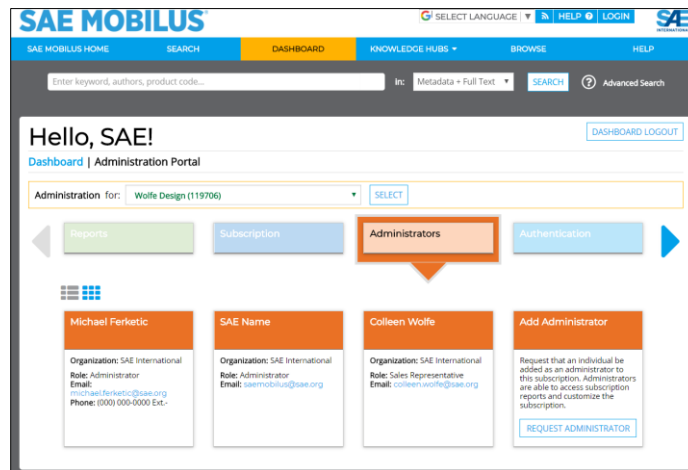 SAE MOBILUS
G SELECT LANGUAGE ▼
HELP
LOGIN
SAE
INTERNATIONAL
SAE MOBILUS HOME
SEARCH
DASHBOARD
KNOWLEDGE HUBS
BROWSE
HELP
Enter keyword, authors, product code...
in:
Metadata + Full Text
SEARCH
? Advanced Search
Hello, SAE!
DASHBOARD LOGOUT
Dashboard | Administration Portal
Administration for:
Wolfe Design (119706)
SELECT
Reports
Subscription
Administrators
Authentication
Michael Ferketic
Organization: SAE International
Role: Administrator
Email:
michael.ferketic@sae.org
Phone: (000) 000-0000 Ext.-
SAE Name
Organization: SAE International
Role: Administrator
Email: saemobilus@sae.org
Colleen Wolfe
Organization: SAE International
Role: Sales Representative
Email: colleen.wolfe@sae.org
Add Administrator
Request that an individual be
added as an administrator to
this subscription. Administrators
are able to access subscription
reports and customize the
subscription.
REQUEST ADMINISTRATOR